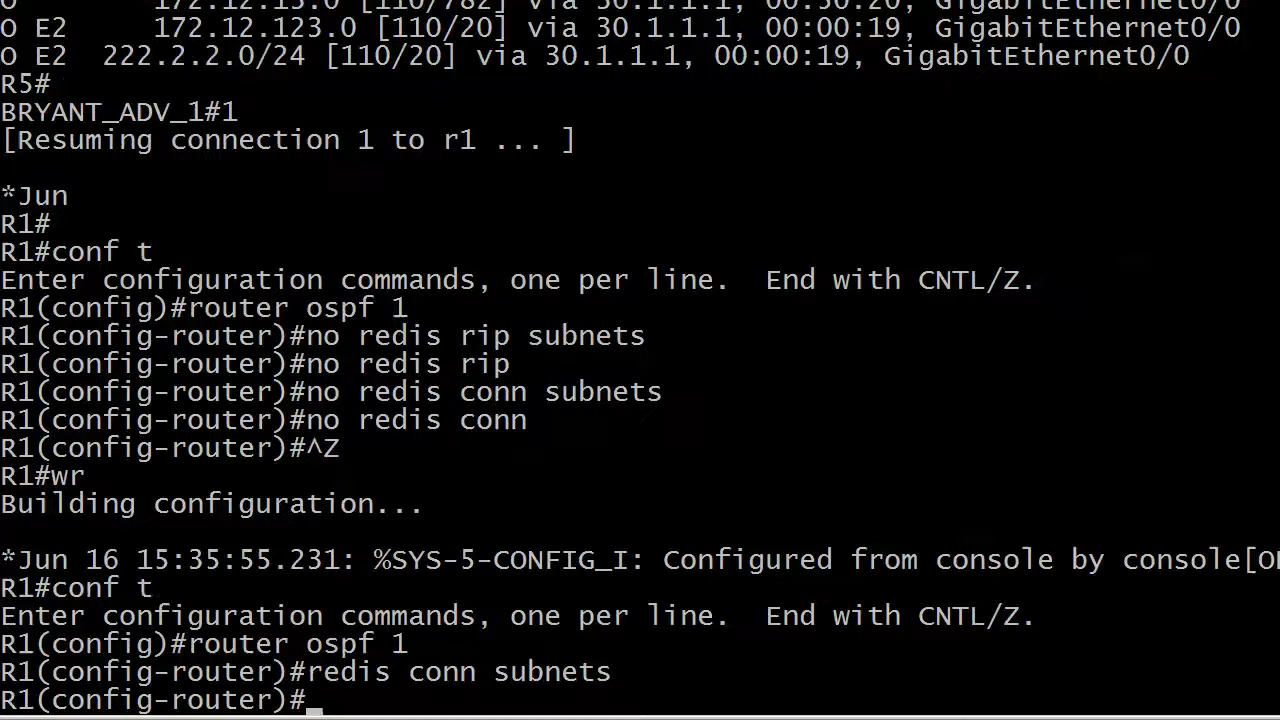 O        172.12.13.0 [110/782] via 30.1.1.1, 00:50:20, GigabitEthernet0/0
O E2     172.12.123.0 [110/20] via 30.1.1.1, 00:00:19, GigabitEthernet0/0
O E2  222.2.2.0/24 [110/20] via 30.1.1.1, 00:00:19, GigabitEthernet0/0
R5#
BRYANT_ADV_1#1
[Resuming connection 1 to r1 ... ]
*Jun
R1#
R1#conf t
Enter configuration commands, one per line.  End with CNTL/Z.
R1(config)#router ospf 1
R1(config-router)#no redis rip subnets
R1(config-router)#no redis rip
R1(config-router)#no redis conn subnets
R1(config-router)#no redis conn
R1(config-router)#^Z
R1#wr
Building configuration...
*Jun 16 15:35:55.231: %SYS-5-CONFIG_I: Configured from console by console[O
R1#conf t
Enter configuration commands, one per line.  End with CNTL/Z.
R1(config)#router ospf 1
R1(config-router)#redis conn subnets
R1(config-router)#